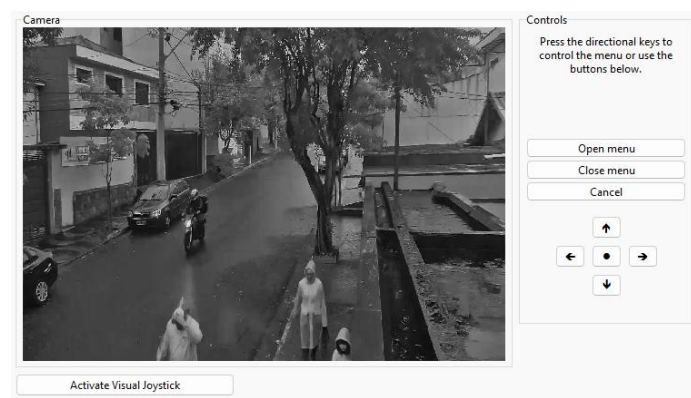 Camera
Controls
Press the directional keys to
control the menu or use the
buttons below.
Open menu
Close menu
Cancel
Activate Visual Joystick